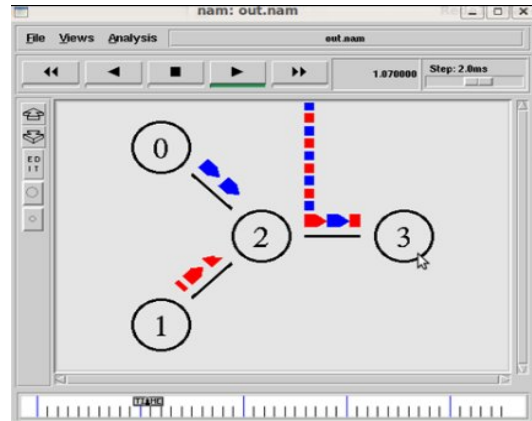 nam: out.nam
File Views Analysis out.nam
1.070000 Step: 2.0ms
ED
IT
0
2
3
1
TIME